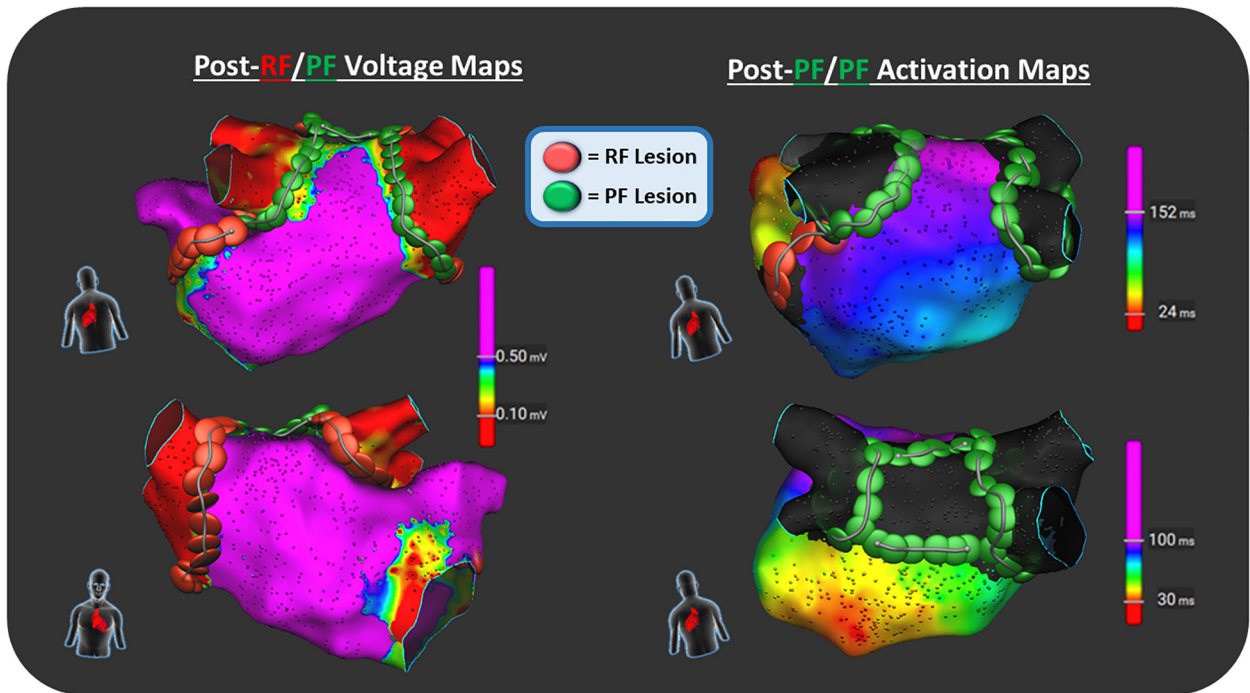 Post-RF/PF Voltage Maps
Post-PF/PF Activation Maps
= RF Lesion
= PF Lesion
0.50 mV
0.10 mV
152 ms
24 ms
100 ms
30 ms